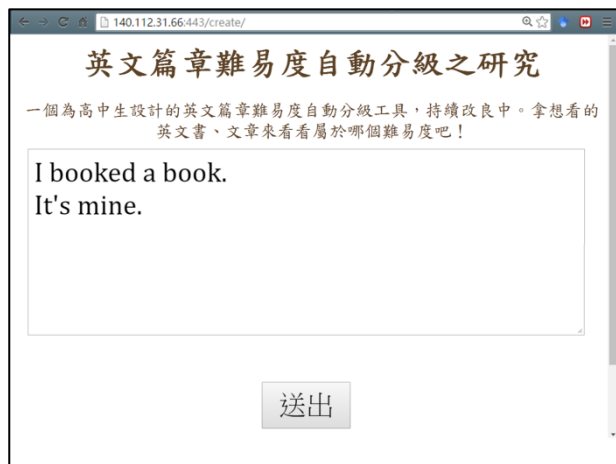 140.112.31.66:443/create/
英文篇章難易度自動分級之研究
一個為高中生設計的英文篇章難易度自動分級工具，持續改良中。拿想看的
英文書、文章來看看屬於哪個難易度吧！
I booked a book.
It's mine.
送出